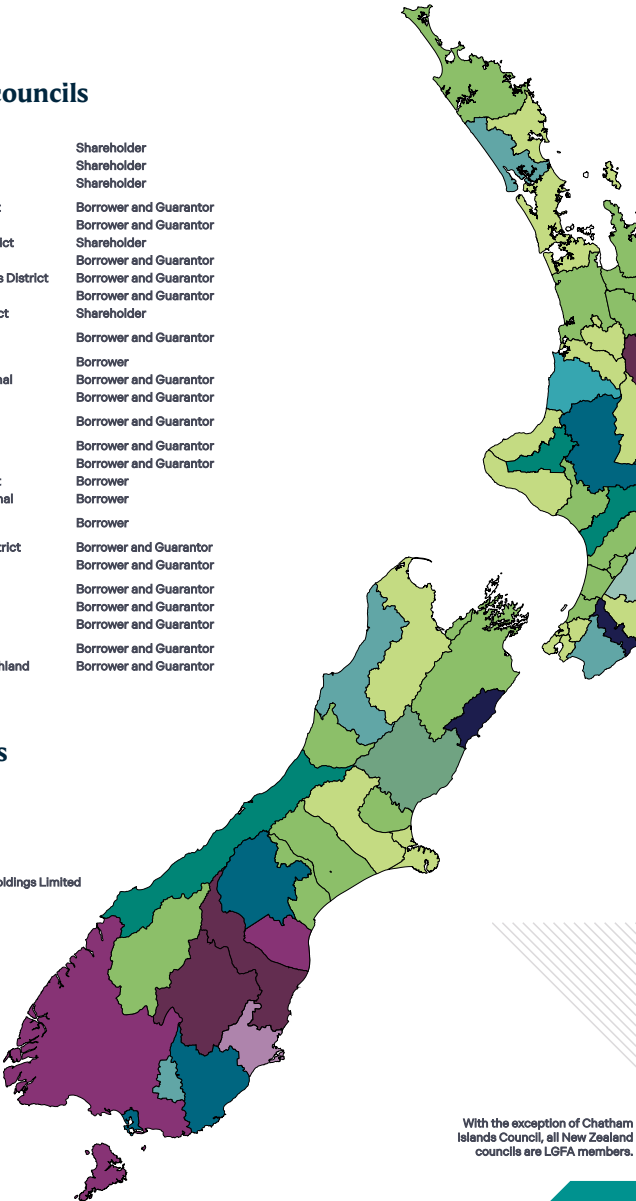 councils
Shareholder
Shareholder
Shareholder
t Borrower and Guarantor
Borrower and Guarantor
ict Shareholder
Borrower and Guarantor
s District Borrower and Guarantor
Borrower and Guarantor
ct Shareholder
Borrower and Guarantor
Borrower
nal Borrower and Guarantor
Borrower and Guarantor
Borrower and Guarantor
Borrower and Guarantor
Borrower and Guarantor
t Borrower
nal Borrower
Borrower
trict Borrower and Guarantor
Borrower and Guarantor
Borrower and Guarantor
Borrower and Guarantor
Borrower and Guarantor
Borrower and Guarantor
hland Borrower and Guarantor
s
oldings Limited
With the exception of Chatham
Islands Council, all New Zealand
councils are LGFA members.